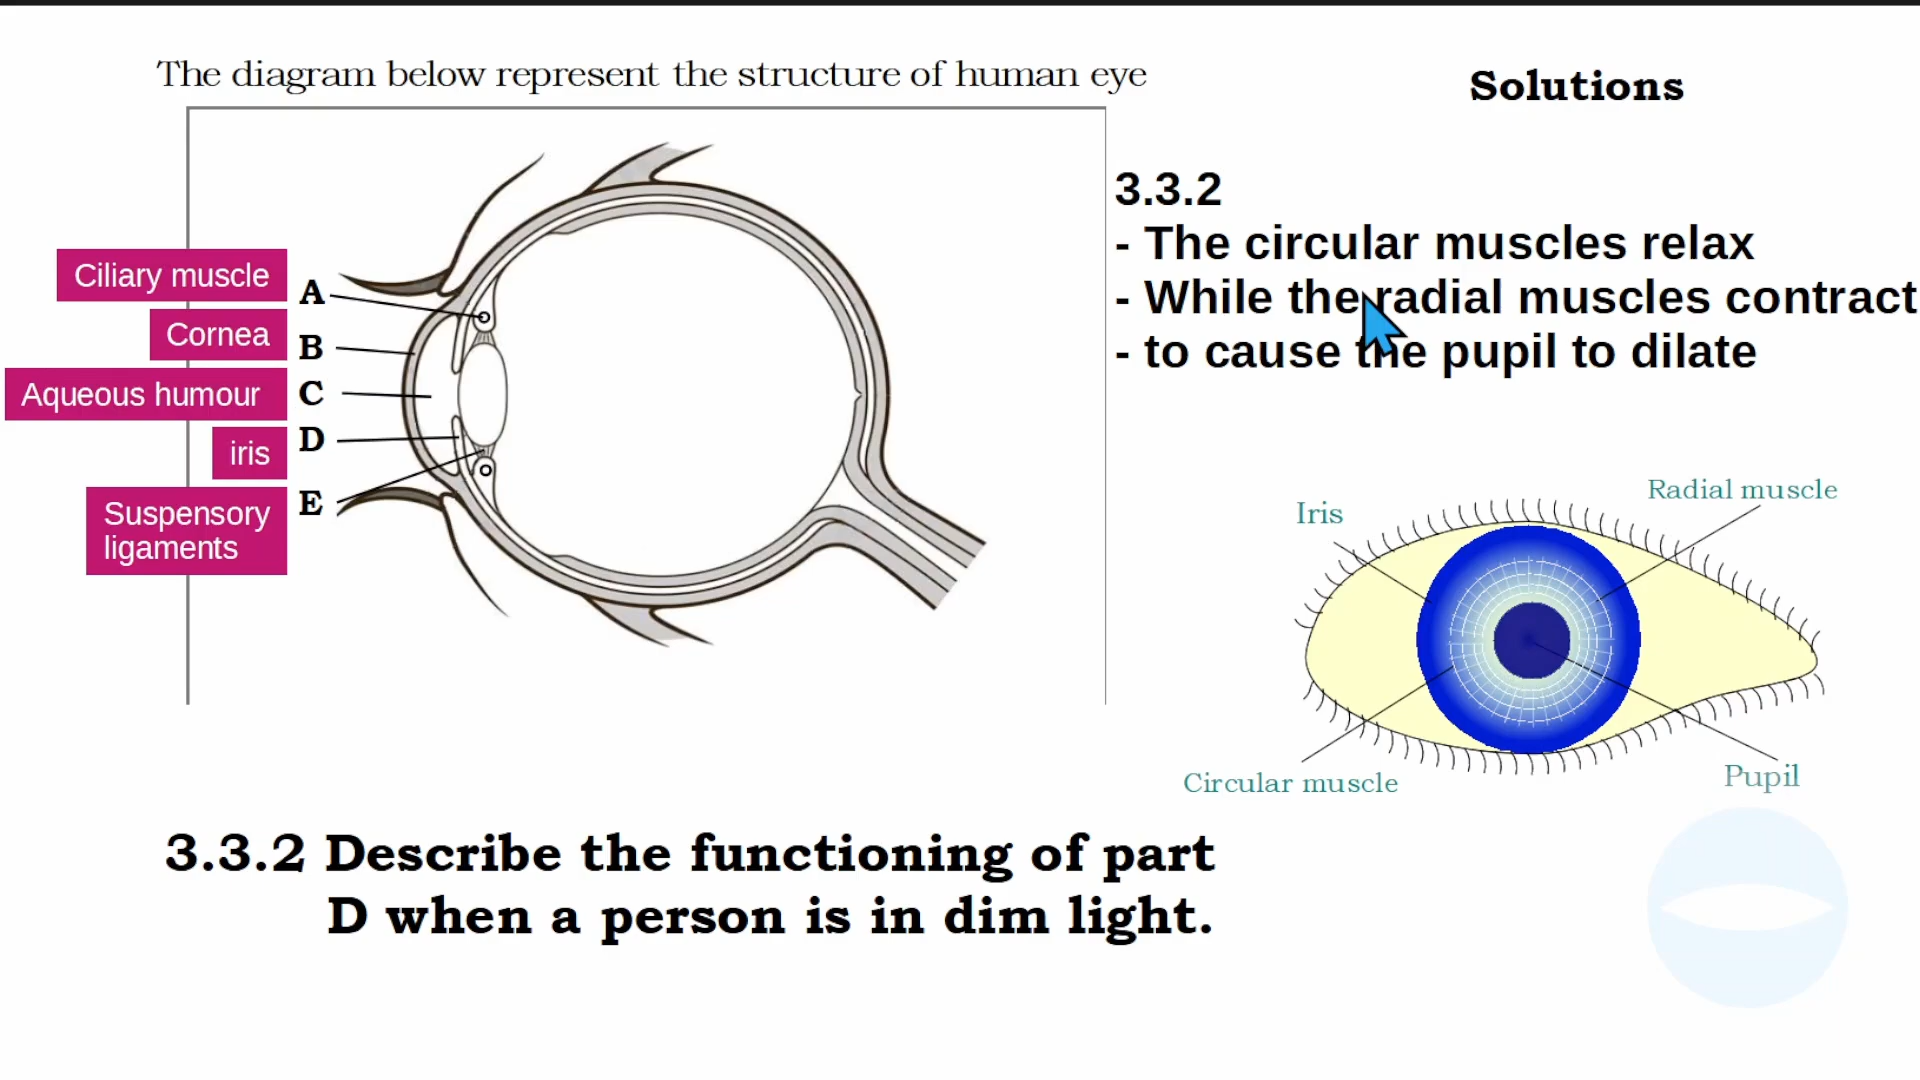 The diagram below represent the structure of human eye
Solutions
Ciliary muscle
A
Cornea
B
Aqueous humour
C
iris
D
Suspensory
ligaments
E
3.3.2
- The circular muscles relax
- While the radial muscles contract
- to cause the pupil to dilate
Iris
Radial muscle
Circular muscle
Pupil
3.3.2 Describe the functioning of part
D when a person is in dim light.